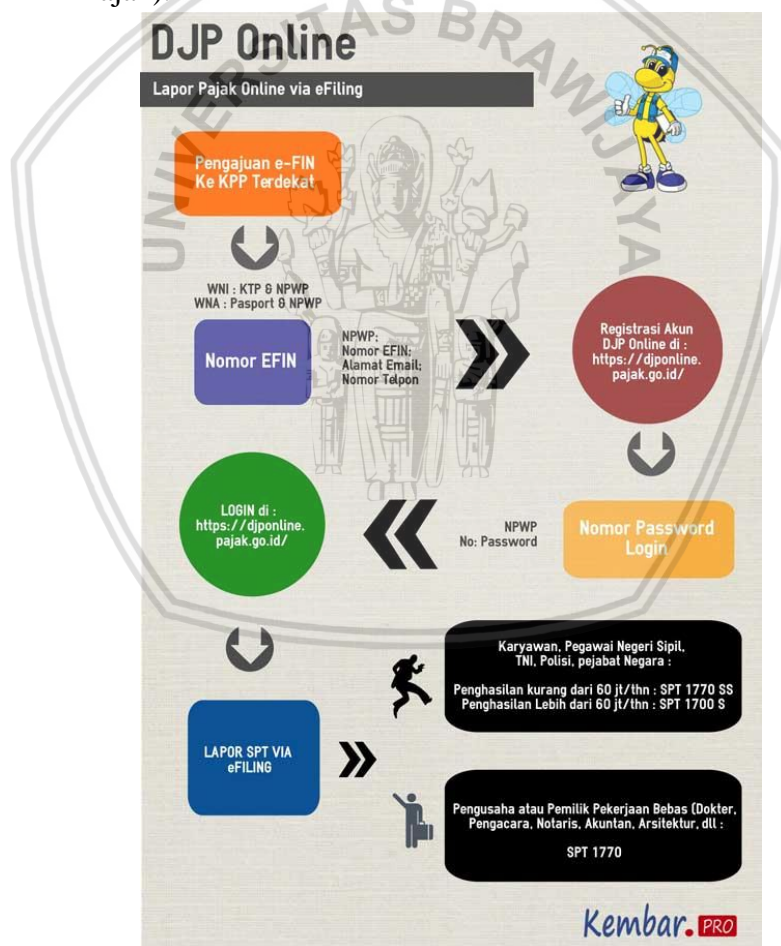 DJP Online
Lapor Pajak Online via eFiling
UNIVERSITAS BRAWIJAYA
Pengajuan e-FIN
Ke KPP Terdekat
WNI : KTP & NPWP
WNA : Pasport & NPWP
Nomor EFIN
NPWP;
Nomor EFIN;
Alamat Email;
Nomor Telpon
Registrasi Akun
DJP Online di :
https://djponline.
pajak.go.id/
Nomor Password
Login
NPWP
No: Password
LOGIN di :
https://djponline.
pajak.go.id/
LAPOR SPT VIA
eFILING
Karyawan, Pegawai Negeri Sipil,
TNI, Polisi, pejabat Negara :
Penghasilan kurang dari 60 jt/thn : SPT 1770 SS
Penghasilan Lebih dari 60 jt/thn : SPT 1700 S
Pengusaha atau Pemilik Pekerjaan Bebas (Dokter,
Pengacara, Notaris, Akuntan, Arsitektur, dll :
SPT 1770
Kembar. PRO